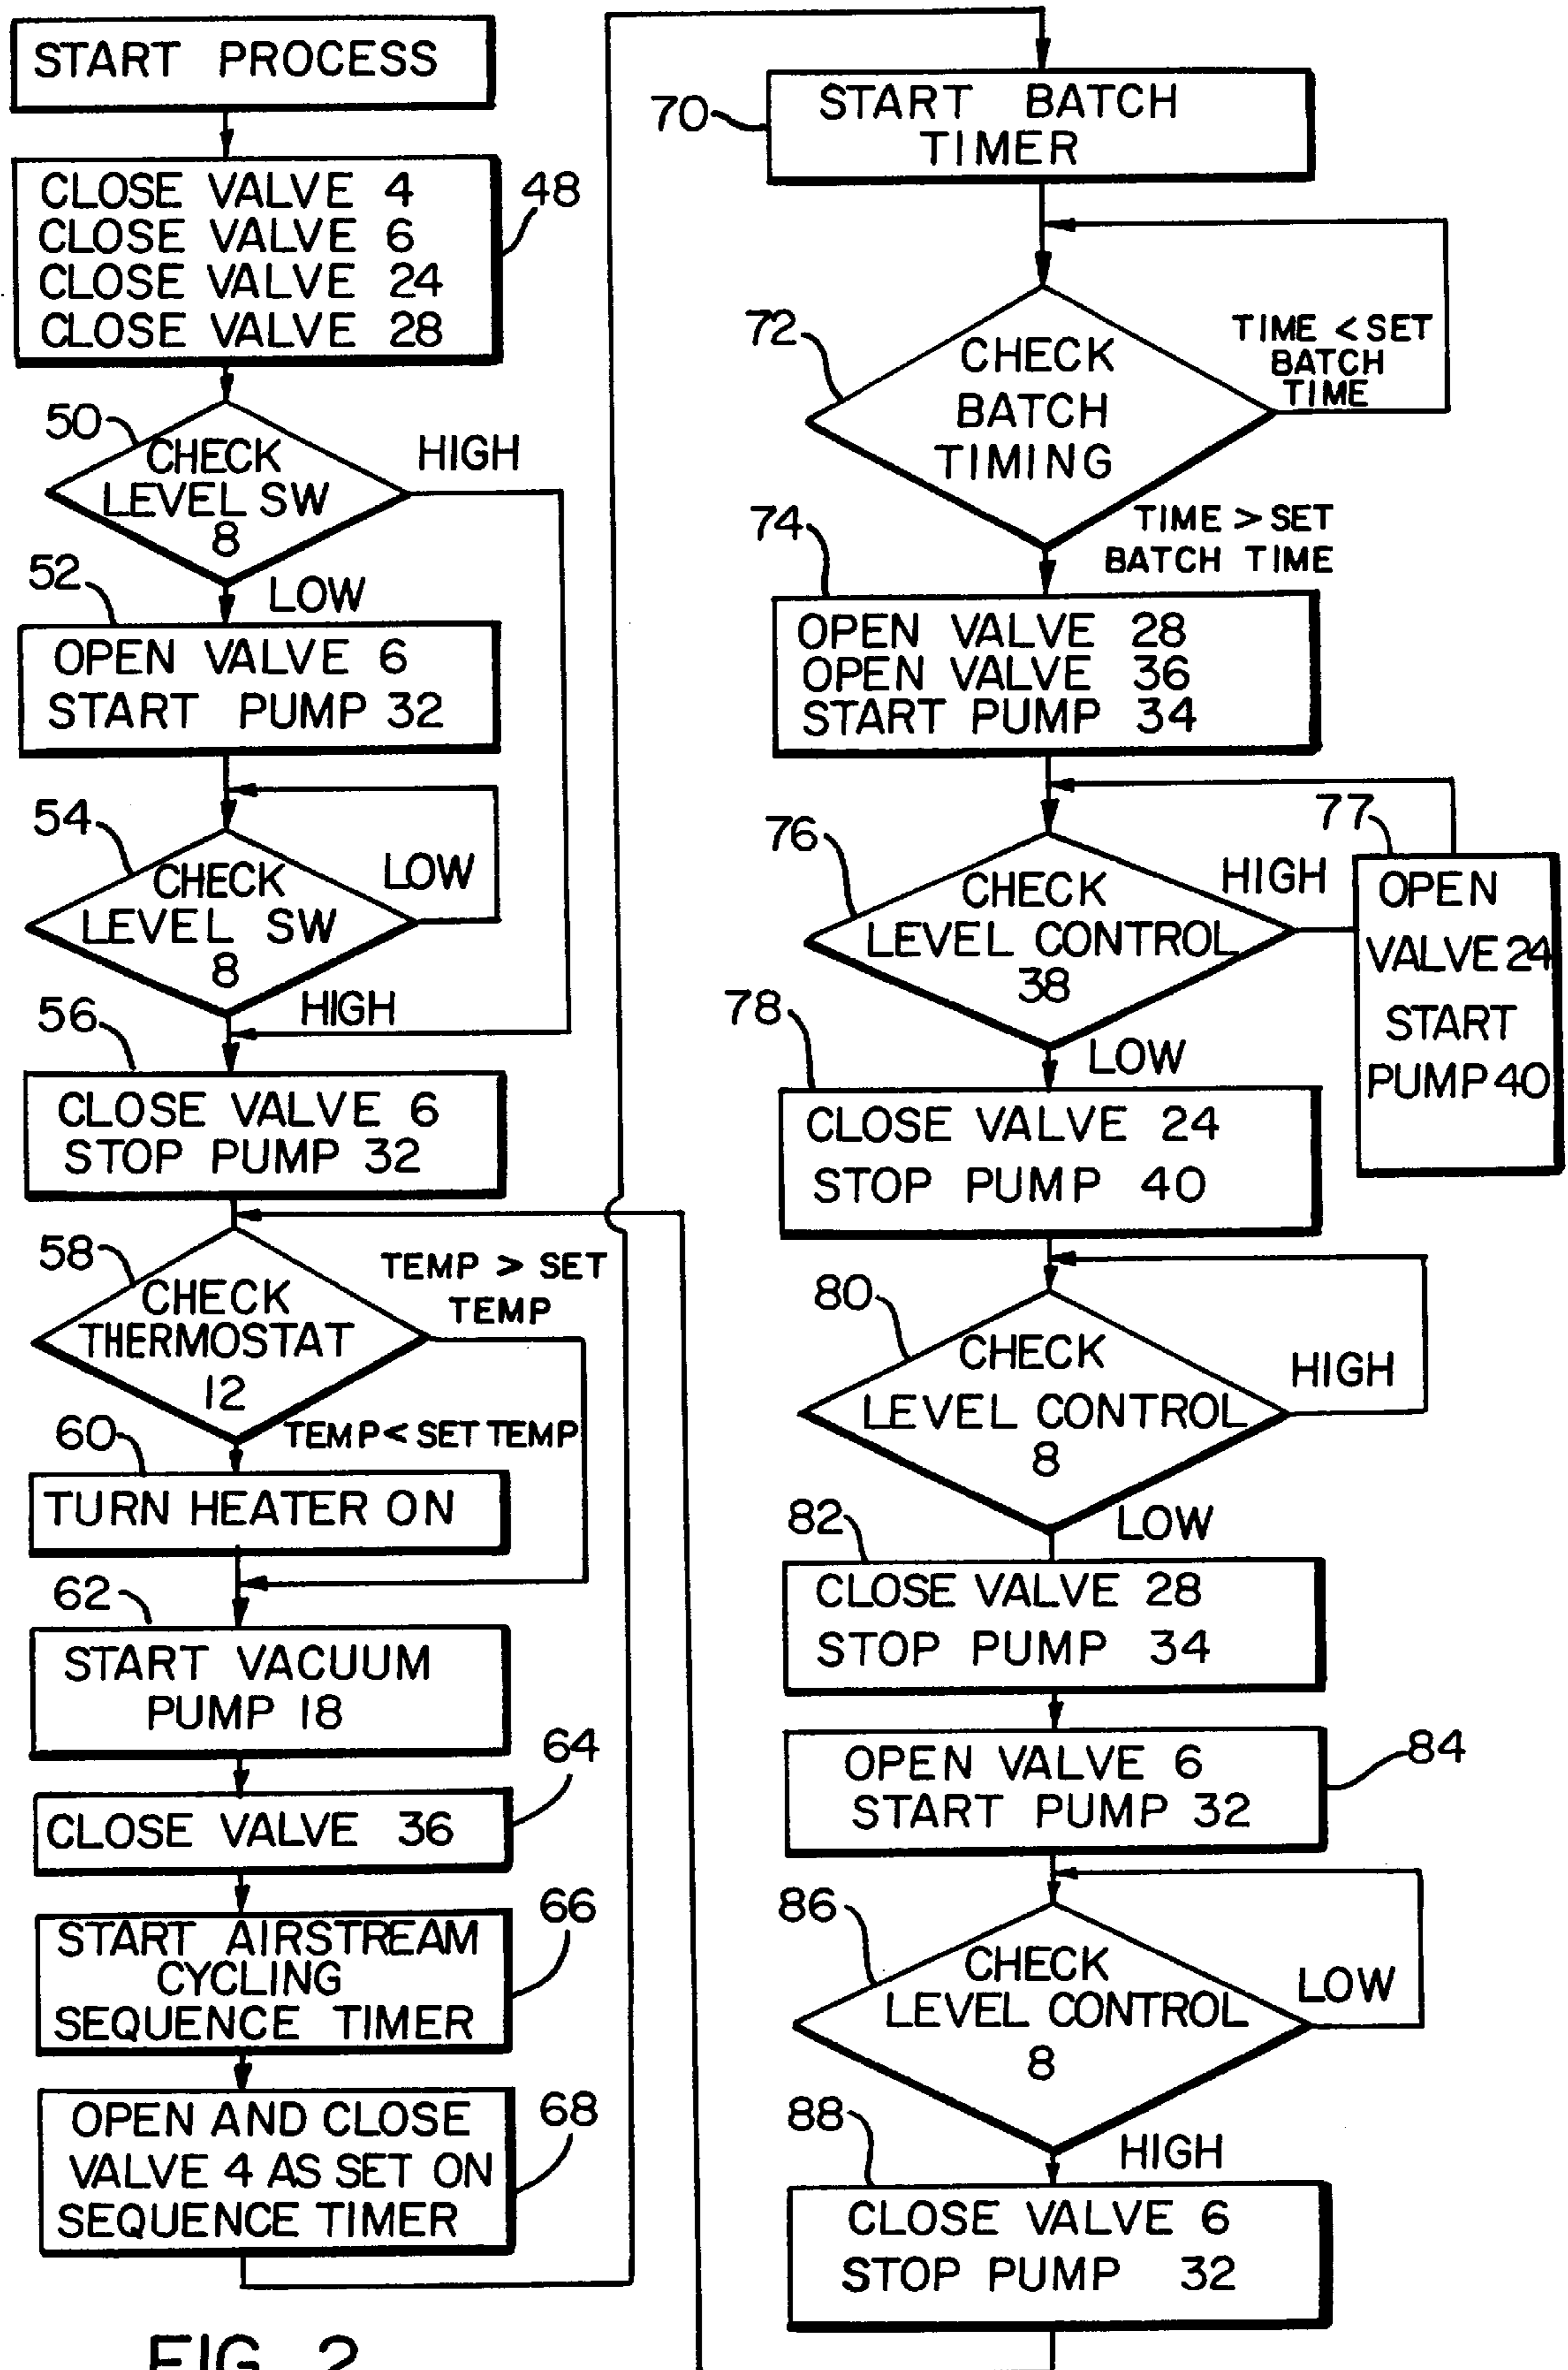 START PROCESS
CLOSE VALVE 4
CLOSE VALVE 6
CLOSE VALVE 24
CLOSE VALVE 28
48
50
CHECK
LEVEL SW
8
HIGH
LOW
52
OPEN VALVE 6
START PUMP 32
54
CHECK
LEVEL SW
8
LOW
HIGH
56
CLOSE VALVE 6
STOP PUMP 32
58
CHECK
THERMOSTAT
12
TEMP > SET
TEMP
TEMP < SET TEMP
60
TURN HEATER ON
62
START VACUUM
PUMP 18
64
CLOSE VALVE 36
66
START AIRSTREAM
CYCLING
SEQUENCE TIMER
68
OPEN AND CLOSE
VALVE 4 AS SET ON
SEQUENCE TIMER
FIG. 2
70
START BATCH
TIMER
72
CHECK
BATCH
TIMING
TIME < SET
BATCH
TIME
TIME > SET
BATCH TIME
74
OPEN VALVE 28
OPEN VALVE 36
START PUMP 34
76
CHECK
LEVEL CONTROL
38
HIGH
77
OPEN
VALVE 24
START
PUMP 40
LOW
78
CLOSE VALVE 24
STOP PUMP 40
80
CHECK
LEVEL CONTROL
8
HIGH
LOW
82
CLOSE VALVE 28
STOP PUMP 34
84
OPEN VALVE 6
START PUMP 32
86
CHECK
LEVEL CONTROL
8
LOW
HIGH
88
CLOSE VALVE 6
STOP PUMP 32